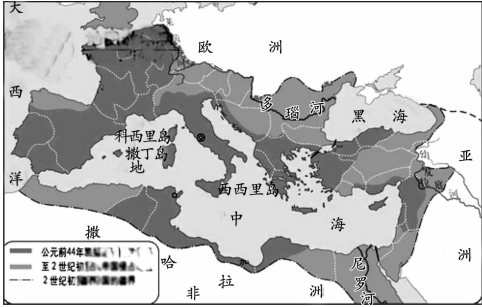 大
西
洋
欧 洲
多瑙河
黑 海
亚
洲
科西里岛
撒丁岛
地
西西里岛
中
海
撒
哈
拉
非 洲
尼罗河
公元前44年
至2世纪初
2世纪初